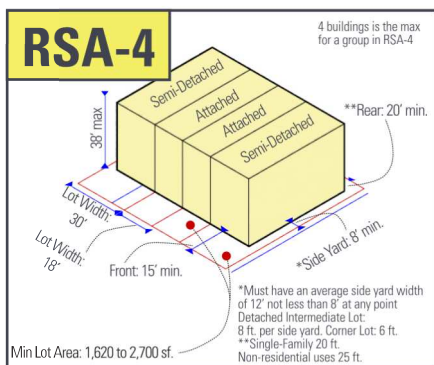 RSA-4
4 buildings is the max
for a group in RSA-4
Semi-Detached
Attached
Attached
Semi-Detached
38' max
**Rear: 20' min.
Lot Width:
30'
Lot Width:
18'
Front: 15' min.
*Side Yard: 8' min.
*Must have an average side yard width
of 12' not less than 8' at any point
Detached Intermediate Lot:
8 ft. per side yard. Corner Lot: 6 ft.
**Single-Family 20 ft.
Non-residential uses 25 ft.
Min Lot Area: 1,620 to 2,700 sf.